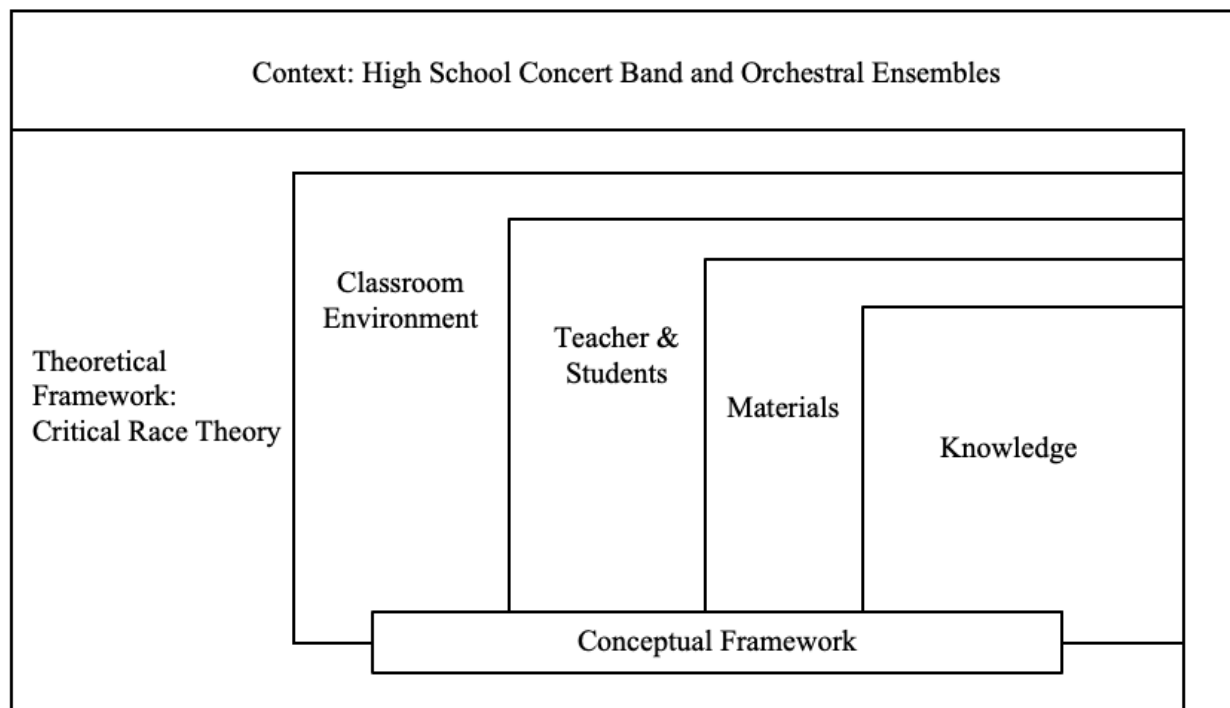 Context: High School Concert Band and Orchestral Ensembles
Theoretical
Framework:
Critical Race Theory
Classroom
Environment
Teacher &
Students
Materials
Knowledge
Conceptual Framework